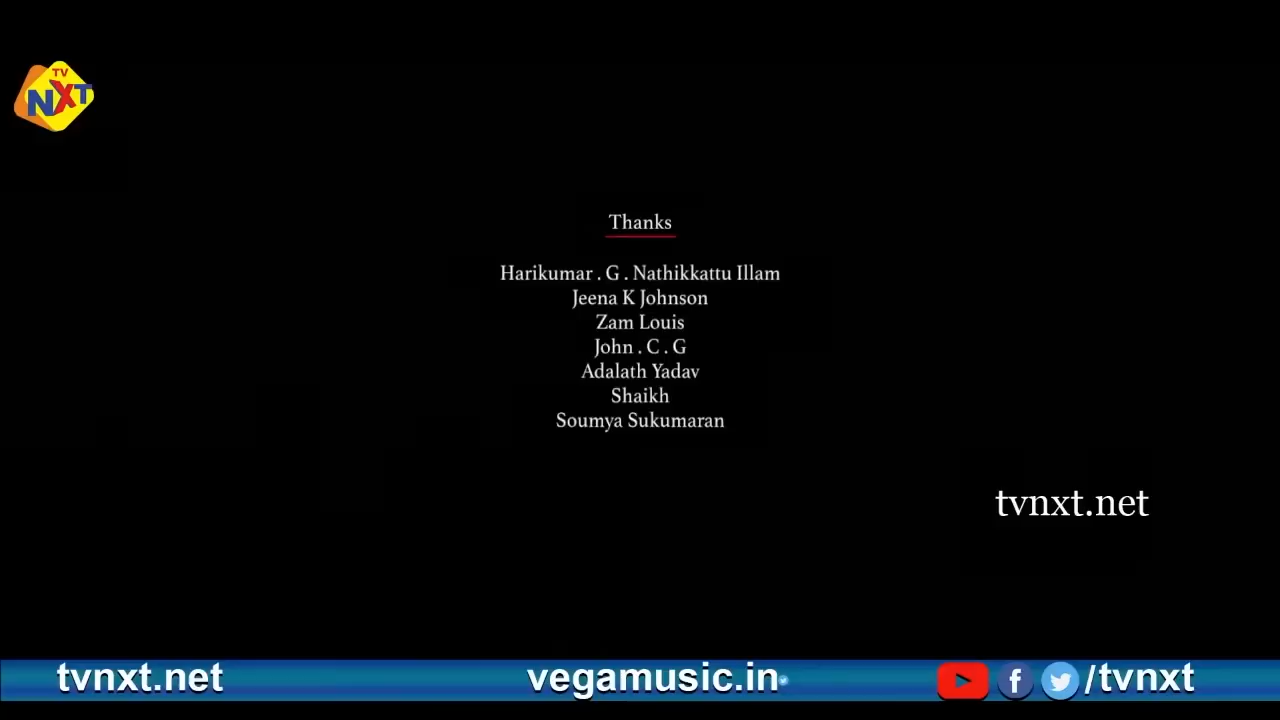 TV
NXT
Thanks
Harikumar . G . Nathikkattu Illam
Jeena K Johnson
Zam Louis
John . C . G
Adalath Yadav
Shaikh
Soumya Sukumaran
tvnxt.net
tvnxt.net vegamusic.in f /tvnxt